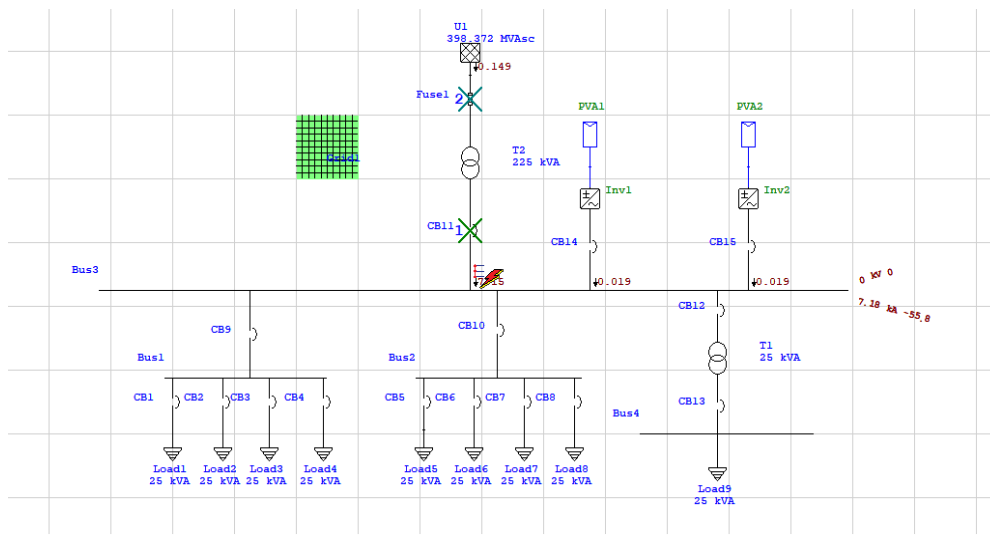 U1
398.372 MVAsc
0.149
Fuse1
2
PVA1
PVA2
Grid1
T2
225 kVA
Inv1
Inv2
CB11
1
CB14
CB15
Bus3
7.15
0.019
0.019
0 kV 0
7.18 kA -55.8
CB9
CB10
CB12
Bus1
Bus2
T1
25 kVA
CB1
CB2
CB3
CB4
CB5
CB6
CB7
CB8
CB13
Bus4
Load1
25 kVA
Load2
25 kVA
Load3
25 kVA
Load4
25 kVA
Load5
25 kVA
Load6
25 kVA
Load7
25 kVA
Load8
25 kVA
Load9
25 kVA